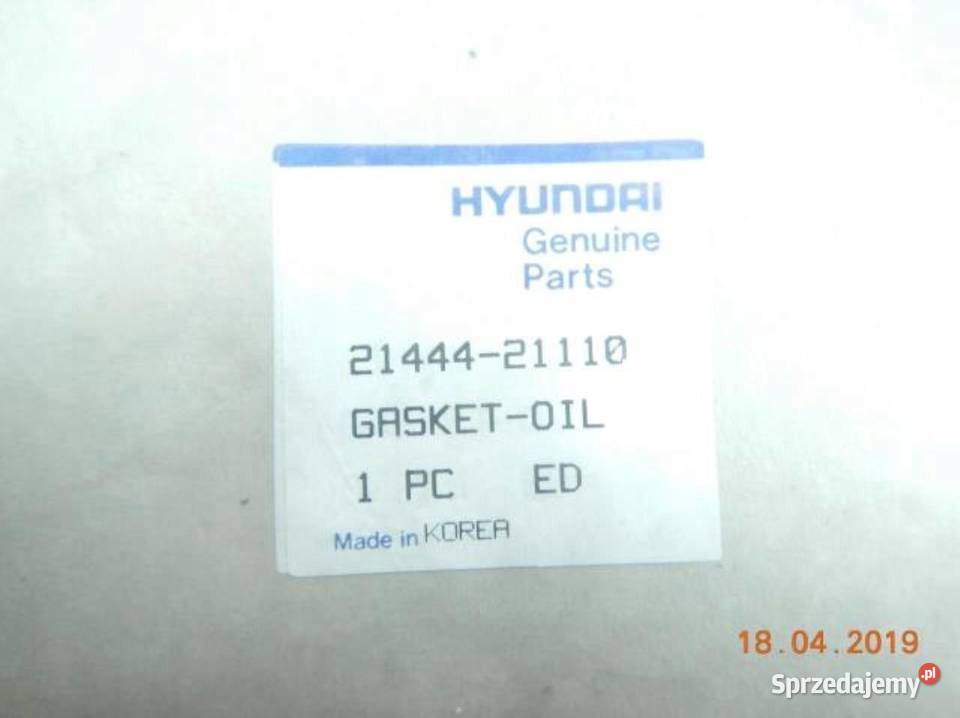 HYUNDAI
Genuine
Parts
21444-21110
GASKET-OIL
1 PC ED
Made in KOREA
18.04.2019
Sprzedajemy.pl